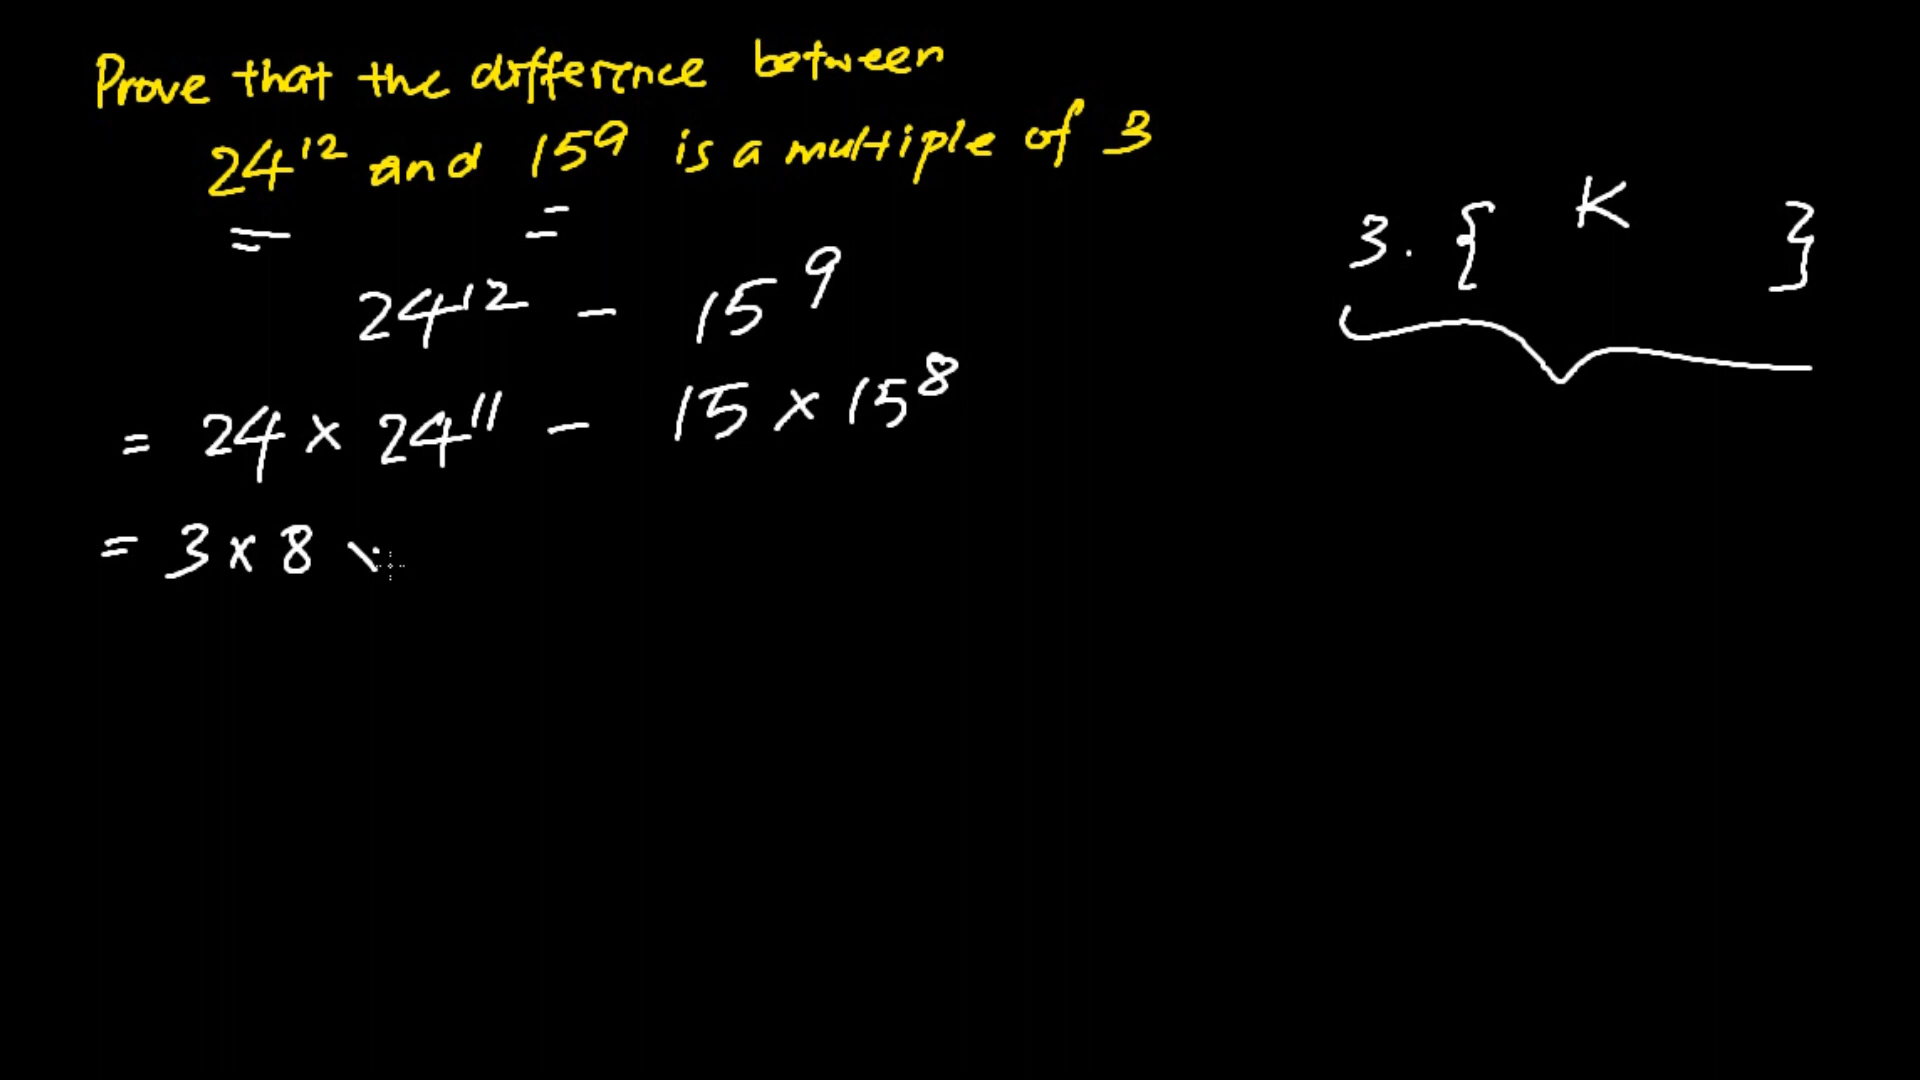 Prove that the difference between
24¹² and 15⁹ is a multiple of 3
3 . { K }
24¹² - 15⁹
= 24 × 24¹¹ - 15 × 15⁸
= 3 × 8